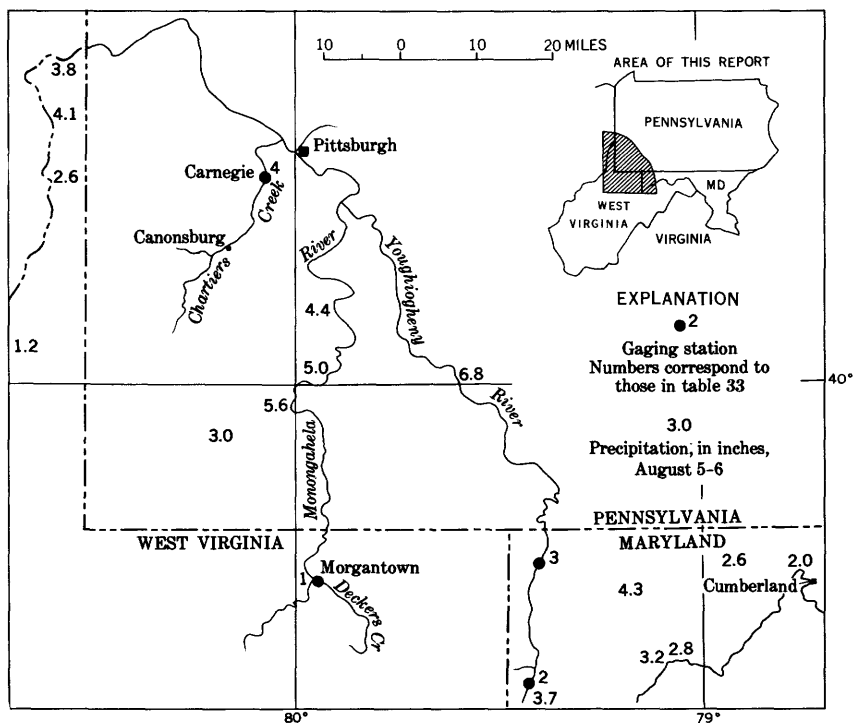 10 0 10 20 MILES
AREA OF THIS REPORT
PENNSYLVANIA
MD
WEST
VIRGINIA
VIRGINIA
3.8
4.1
2.6
1.2
Pittsburgh
Carnegie
4
Creek
Canonsburg
Chartiers
River
Youghiogheny
4.4
5.0
6.8
5.6
3.0
River
Monongahela
EXPLANATION
2
Gaging station
Numbers correspond to
those in table 33
3.0
Precipitation, in inches,
August 5-6
40°
PENNSYLVANIA
WEST VIRGINIA
MARYLAND
1
Morgantown
Deckers Cr
3
4.3
2.6
2.0
Cumberland
3.2
2.8
2
3.7
80°
79°